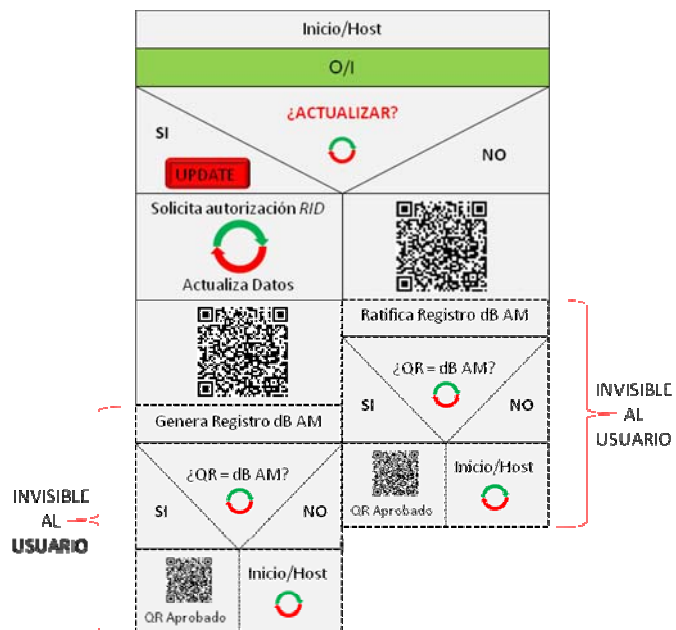 Inicio/Host
O/I
¿ACTUALIZAR?
SI
NO
UPDATE
Solicita autorización RID
Actualiza Datos
Ratifica Registro dB AM
¿QR = dB AM?
SI
NO
INVISIBLE
AL
USUARIO
QR Aprobado
Inicio/Host
Genera Registro dB AM
¿QR = dB AM?
SI
NO
INVISIBLE
AL
USUARIO
QR Aprobado
Inicio/Host